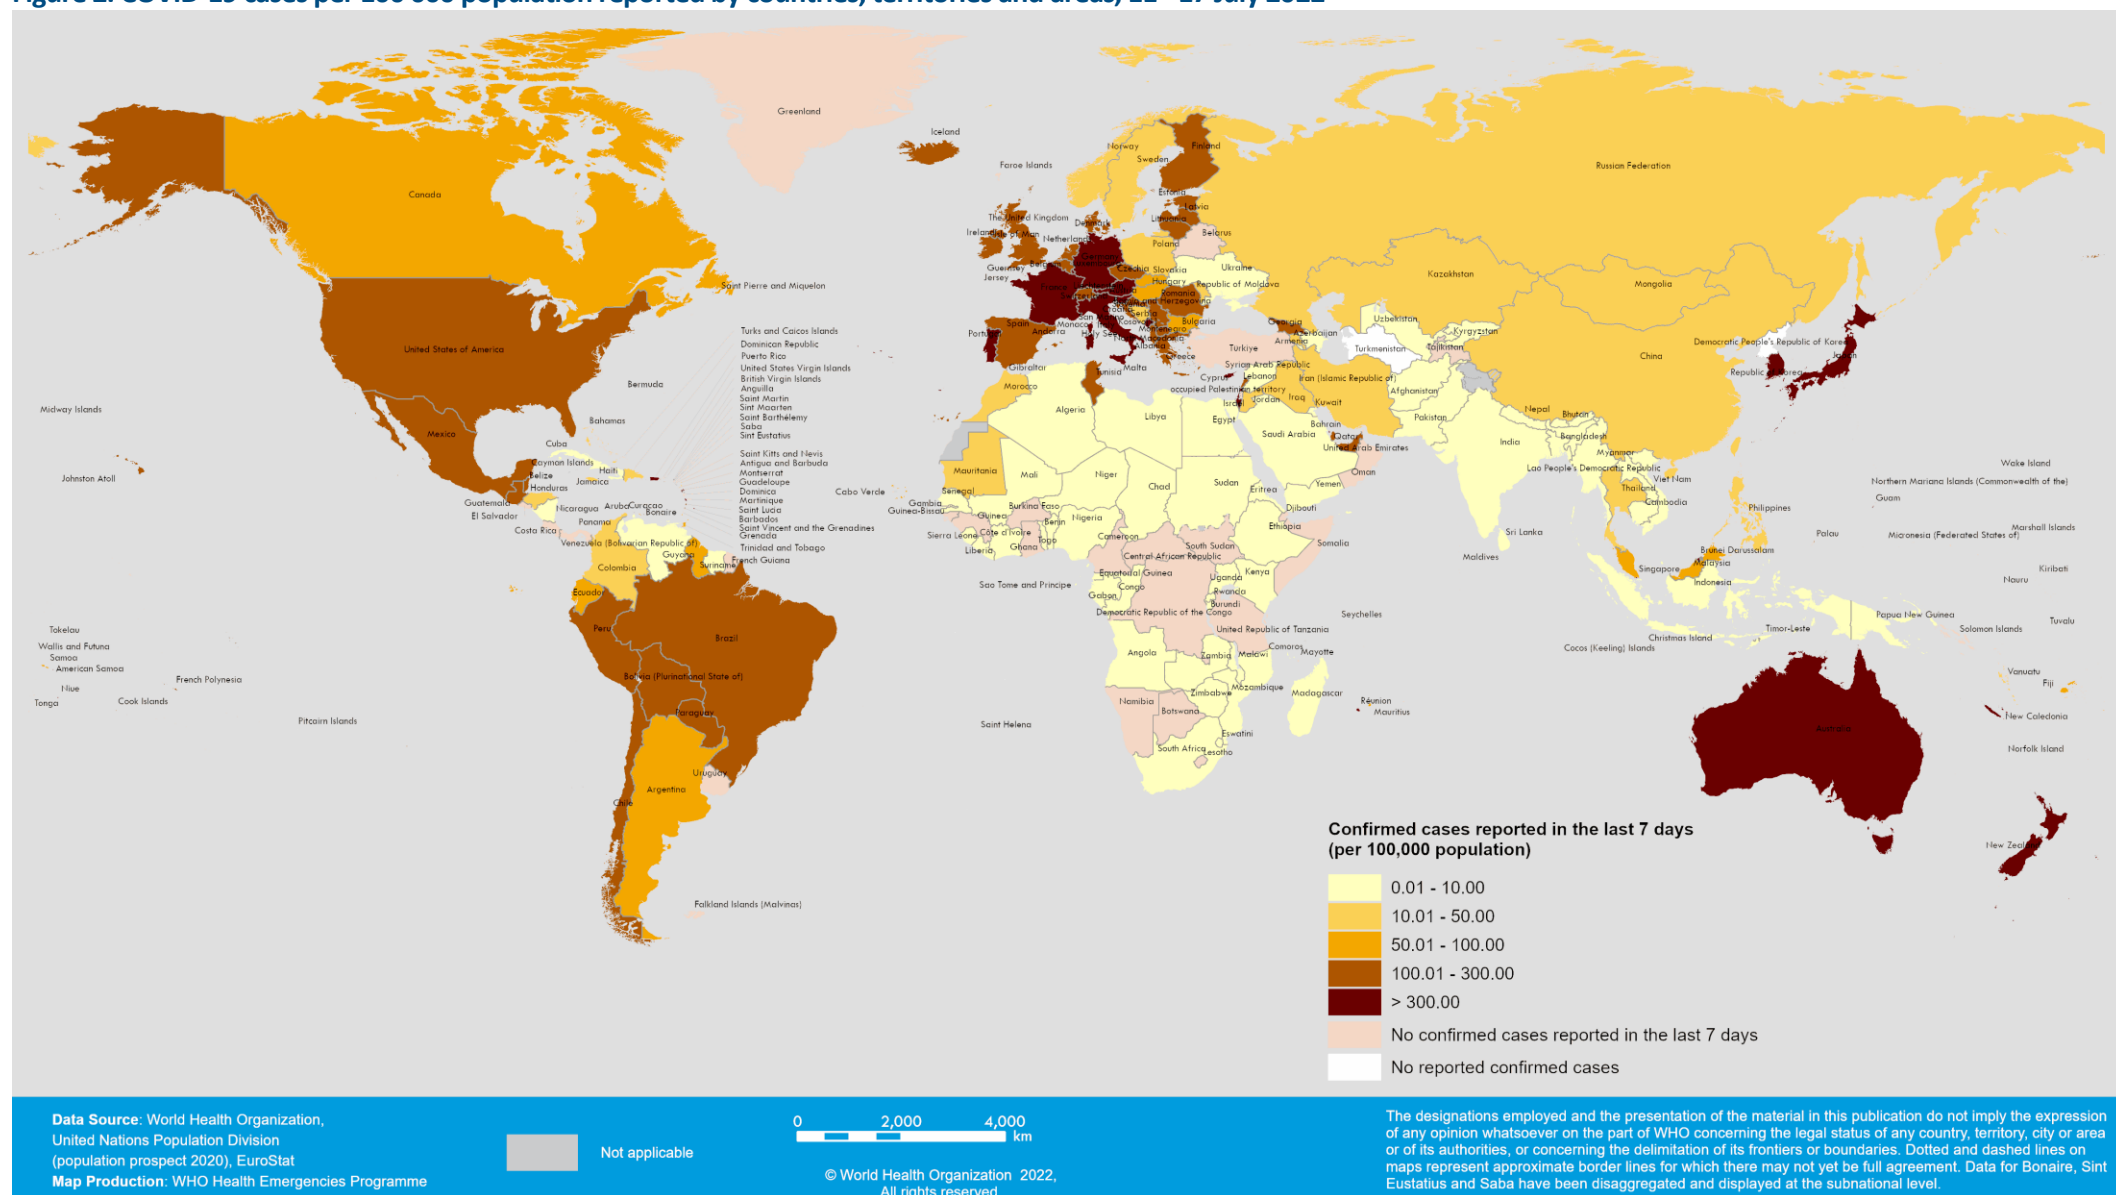 Greenland
Iceland
Faroe Islands
Norway
Sweden
Finland
Russian Federation
Canada
Estonia
Latvia
Lithuania
The United Kingdom
Denmark
Ireland
Isle of Man
Netherlands
Belarus
Poland
Guernsey
Jersey
Czechia
Slovakia
Ukraine
Kazakhstan
Mongolia
France
Hungary
Republic of Moldova
Romania
Saint Pierre and Miquelon
Spain
Andorra
Monaco
Bulgaria
Georgia
Azerbaijan
Armenia
Uzbekistan
Kyrgyzstan
Turkmenistan
Tajikistan
China
Democratic People's Republic of Korea
Japan
United States of America
Turks and Caicos Islands
Dominican Republic
Puerto Rico
United States Virgin Islands
British Virgin Islands
Anguilla
Saint Martin
Sint Maarten
Saint Barthélemy
Saba
Sint Eustatius
Saint Kitts and Nevis
Antigua and Barbuda
Montserrat
Guadeloupe
Dominica
Martinique
Saint Lucia
Barbados
Saint Vincent and the Grenadines
Grenada
Trinidad and Tobago
Bermuda
Bahamas
Midway Islands
Mexico
Cuba
Johnston Atoll
Cayman Islands
Haiti
Belize
Jamaica
Honduras
Guatemala
El Salvador
Nicaragua
Aruba
Curacao
Bonaire
Costa Rica
Panama
Venezuela (Bolivarian Republic of)
Guyana
Suriname
French Guiana
Colombia
Ecuador
Peru
Brazil
Bolivia (Plurinational State of)
Paraguay
Uruguay
Argentina
Chile
Falkland Islands (Malvinas)
Tokelau
Wallis and Futuna
Samoa
American Samoa
Niue
Tonga
Cook Islands
French Polynesia
Pitcairn Islands
Albania
Greece
Türkiye
Gibraltar
Tunisia
Malta
Cyprus
Syrian Arab Republic
Lebanon
occupied Palestinian territory
Israel
Jordan
Iraq
Iran (Islamic Republic of)
Kuwait
Afghanistan
Pakistan
Nepal
Bhutan
Bangladesh
India
Myanmar
Lao People's Democratic Republic
Viet Nam
Thailand
Cambodia
Philippines
Morocco
Algeria
Libya
Egypt
Saudi Arabia
Bahrain
Qatar
United Arab Emirates
Oman
Yemen
Cabo Verde
Mauritania
Mali
Niger
Chad
Sudan
Eritrea
Djibouti
Senegal
Gambia
Guinea-Bissau
Guinea
Burkina Faso
Benin
Nigeria
Sierra Leone
Côte d'Ivoire
Liberia
Ghana
Togo
Cameroon
Central African Republic
South Sudan
Ethiopia
Somalia
Equatorial Guinea
Sao Tome and Principe
Gabon
Congo
Uganda
Kenya
Rwanda
Burundi
Democratic Republic of the Congo
United Republic of Tanzania
Seychelles
Comoros
Mayotte
Angola
Zambia
Malawi
Mozambique
Zimbabwe
Madagascar
Namibia
Botswana
Réunion
Mauritius
Saint Helena
South Africa
Eswatini
Lesotho
Sri Lanka
Maldives
Brunei Darussalam
Malaysia
Singapore
Indonesia
Palau
Wake Island
Northern Mariana Islands (Commonwealth of the)
Guam
Marshall Islands
Micronesia (Federated States of)
Kiribati
Nauru
Papua New Guinea
Solomon Islands
Tuvalu
Timor-Leste
Christmas Island
Cocos (Keeling) Islands
Vanuatu
Fiji
New Caledonia
Norfolk Island
Australia
Confirmed cases reported in the last 7 days
(per 100,000 population)
0.01 - 10.00
10.01 - 50.00
50.01 - 100.00
100.01 - 300.00
> 300.00
No confirmed cases reported in the last 7 days
No reported confirmed cases
Data Source: World Health Organization,
United Nations Population Division
(population prospect 2020), EuroStat
Map Production: WHO Health Emergencies Programme
Not applicable
0 2,000 4,000
km
© World Health Organization 2022,
All rights reserved
The designations employed and the presentation of the material in this publication do not imply the expression
of any opinion whatsoever on the part of WHO concerning the legal status of any country, territory, city or area
or of its authorities, or concerning the delimitation of its frontiers or boundaries. Dotted and dashed lines on
maps represent approximate border lines for which there may not yet be full agreement. Data for Bonaire, Sint
Eustatius and Saba have been disaggregated and displayed at the subnational level.